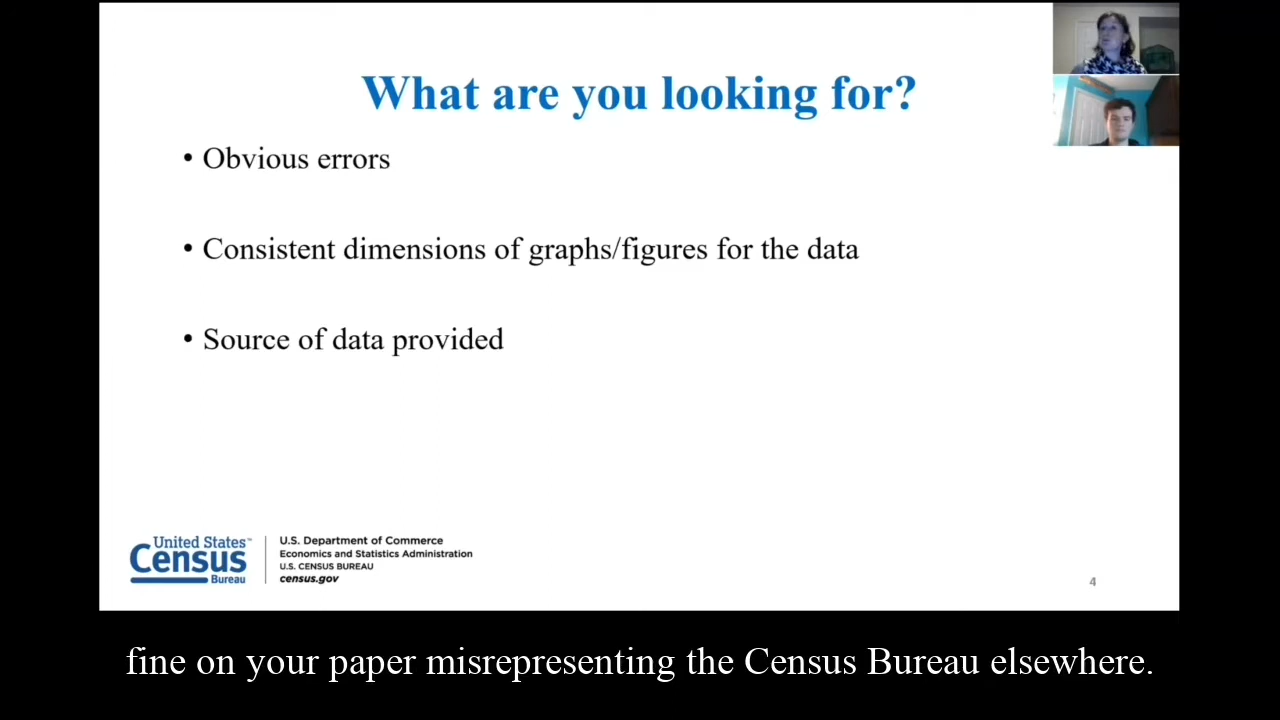 What are you looking for?
• Obvious errors
• Consistent dimensions of graphs/figures for the data
• Source of data provided
United States™
Census
Bureau
U.S. Department of Commerce
Economics and Statistics Administration
U.S. CENSUS BUREAU
census.gov
4
fine on your paper misrepresenting the Census Bureau elsewhere.